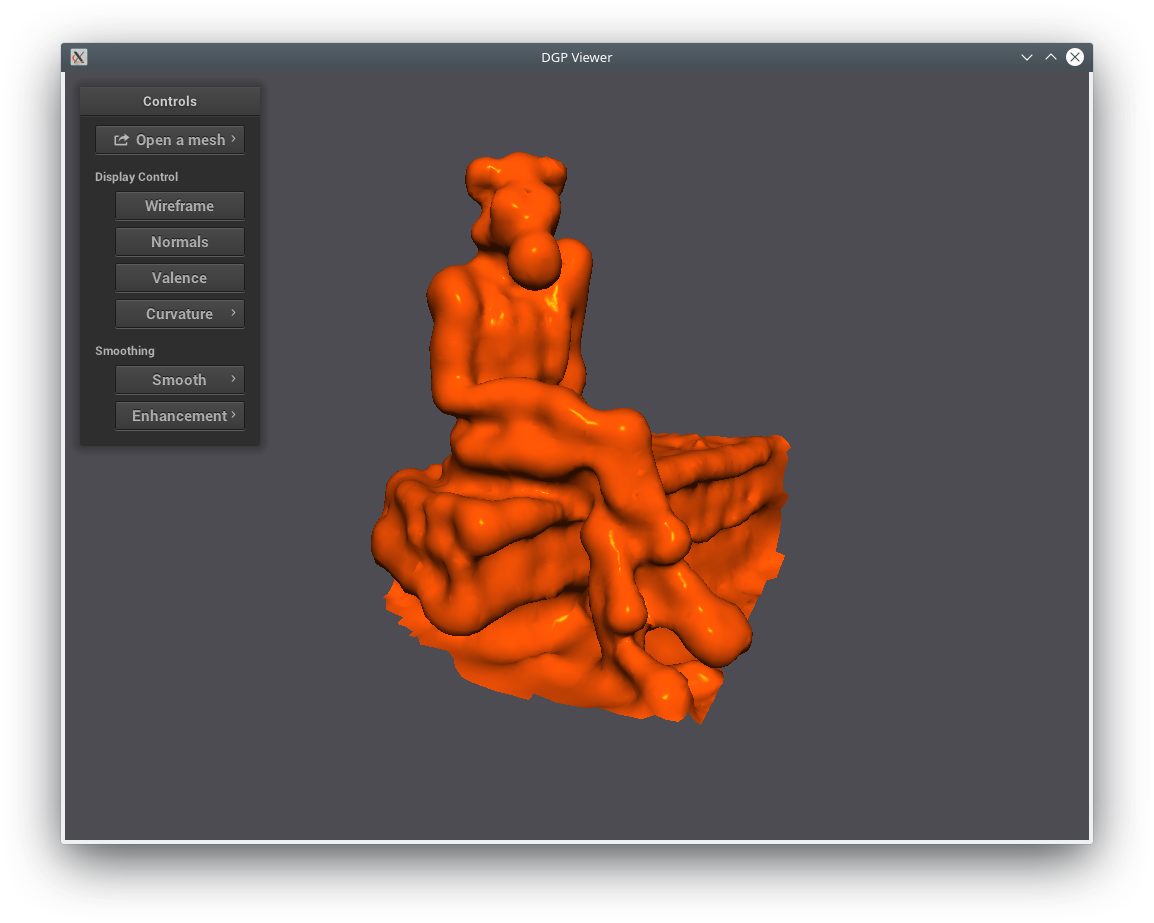 DGP Viewer
Controls
Open a mesh
Display Control
Wireframe
Normals
Valence
Curvature
Smoothing
Smooth
Enhancement